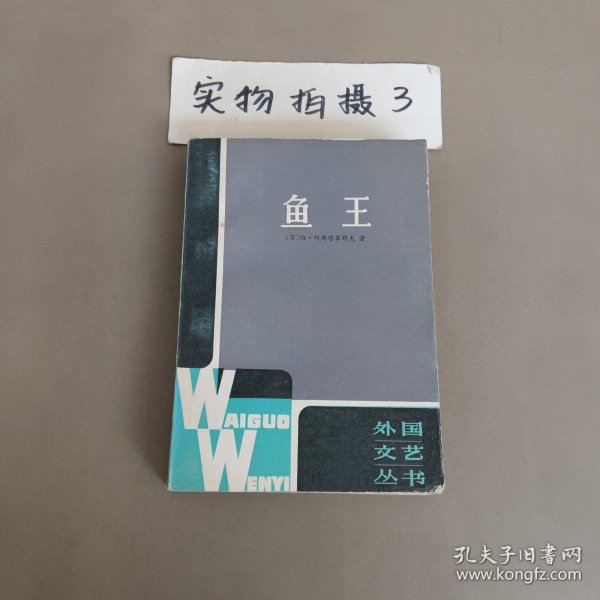 实物拍摄3
鱼王
〔苏〕维·阿斯塔菲耶夫 著
WAIGUO
WENYI
外国
文艺
丛书
孔夫子旧书网
www.kongfz.com